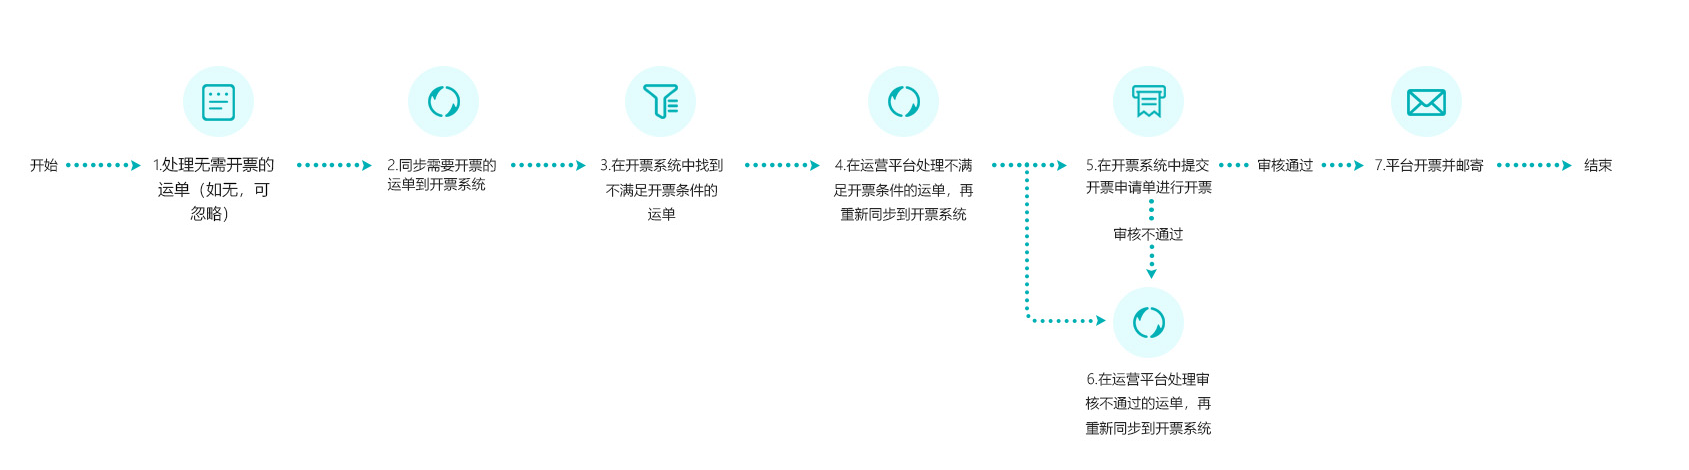 开始
1.处理无需开票的
运单（如无，可
忽略）
2.同步需要开票的
运单到开票系统
3.在开票系统中找到
不满足开票条件的
运单
4.在运营平台处理不满
足开票条件的运单，再
重新同步到开票系统
5.在开票系统中提交
开票申请单进行开票
审核通过
7.平台开票并邮寄
结束
审核不通过
6.在运营平台处理审
核不通过的运单，再
重新同步到开票系统